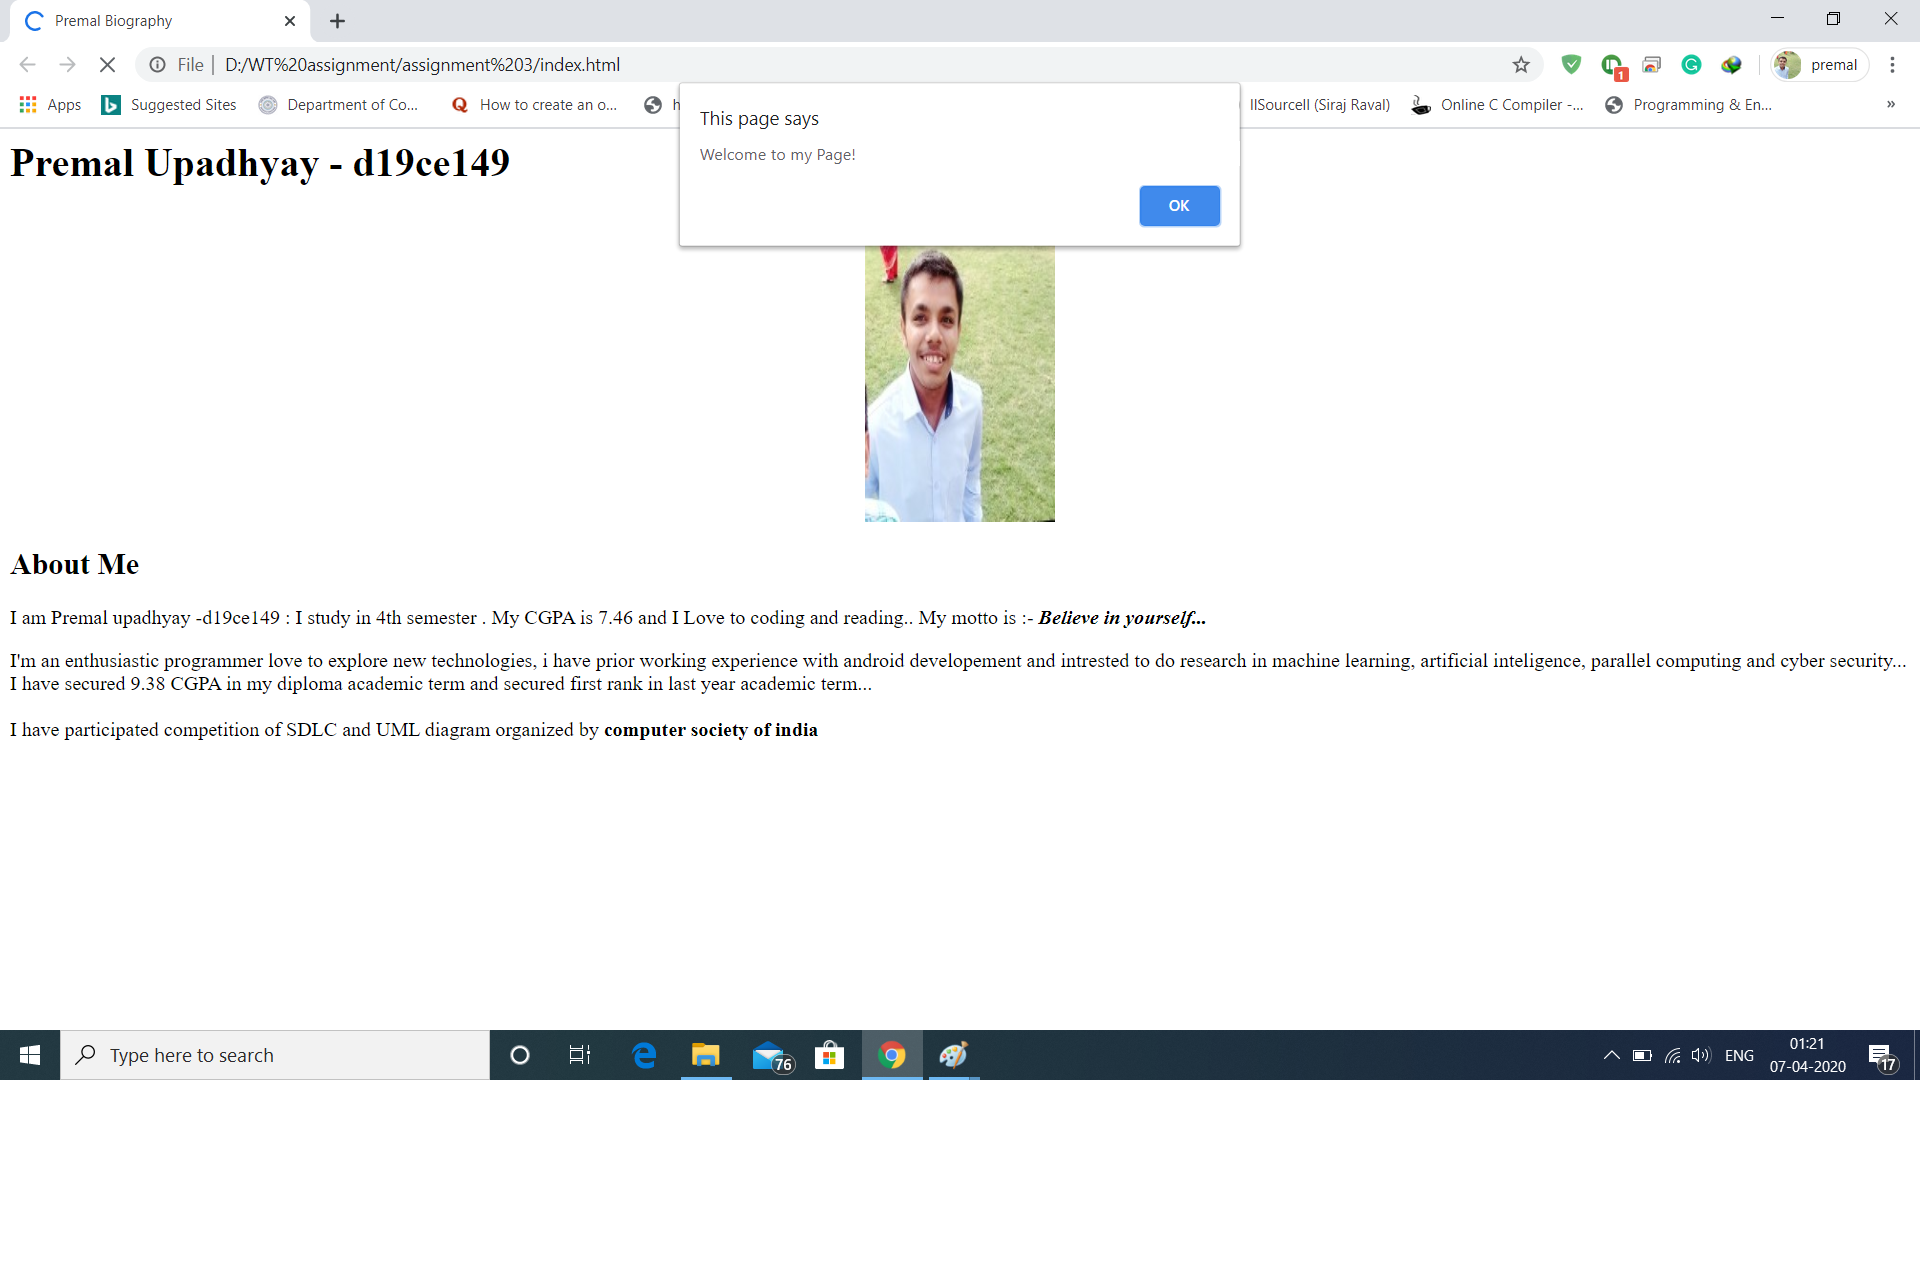 Premal Biography
File | D:/WT%20assignment/assignment%203/index.html
premal
1
Apps Suggested Sites Department of Co... How to create an o... h llSourcell (Siraj Raval) Online C Compiler -... Programming & En... »
This page says
Welcome to my Page!
OK
Premal Upadhyay - d19ce149
About Me
I am Premal upadhyay -d19ce149 : I study in 4th semester . My CGPA is 7.46 and I Love to coding and reading.. My motto is :- Believe in yourself...
I'm an enthusiastic programmer love to explore new technologies, i have prior working experience with android developement and intrested to do research in machine learning, artificial inteligence, parallel computing and cyber security...
I have secured 9.38 CGPA in my diploma academic term and secured first rank in last year academic term...
I have participated competition of SDLC and UML diagram organized by computer society of india
Type here to search
76
ENG
01:21
07-04-2020
17